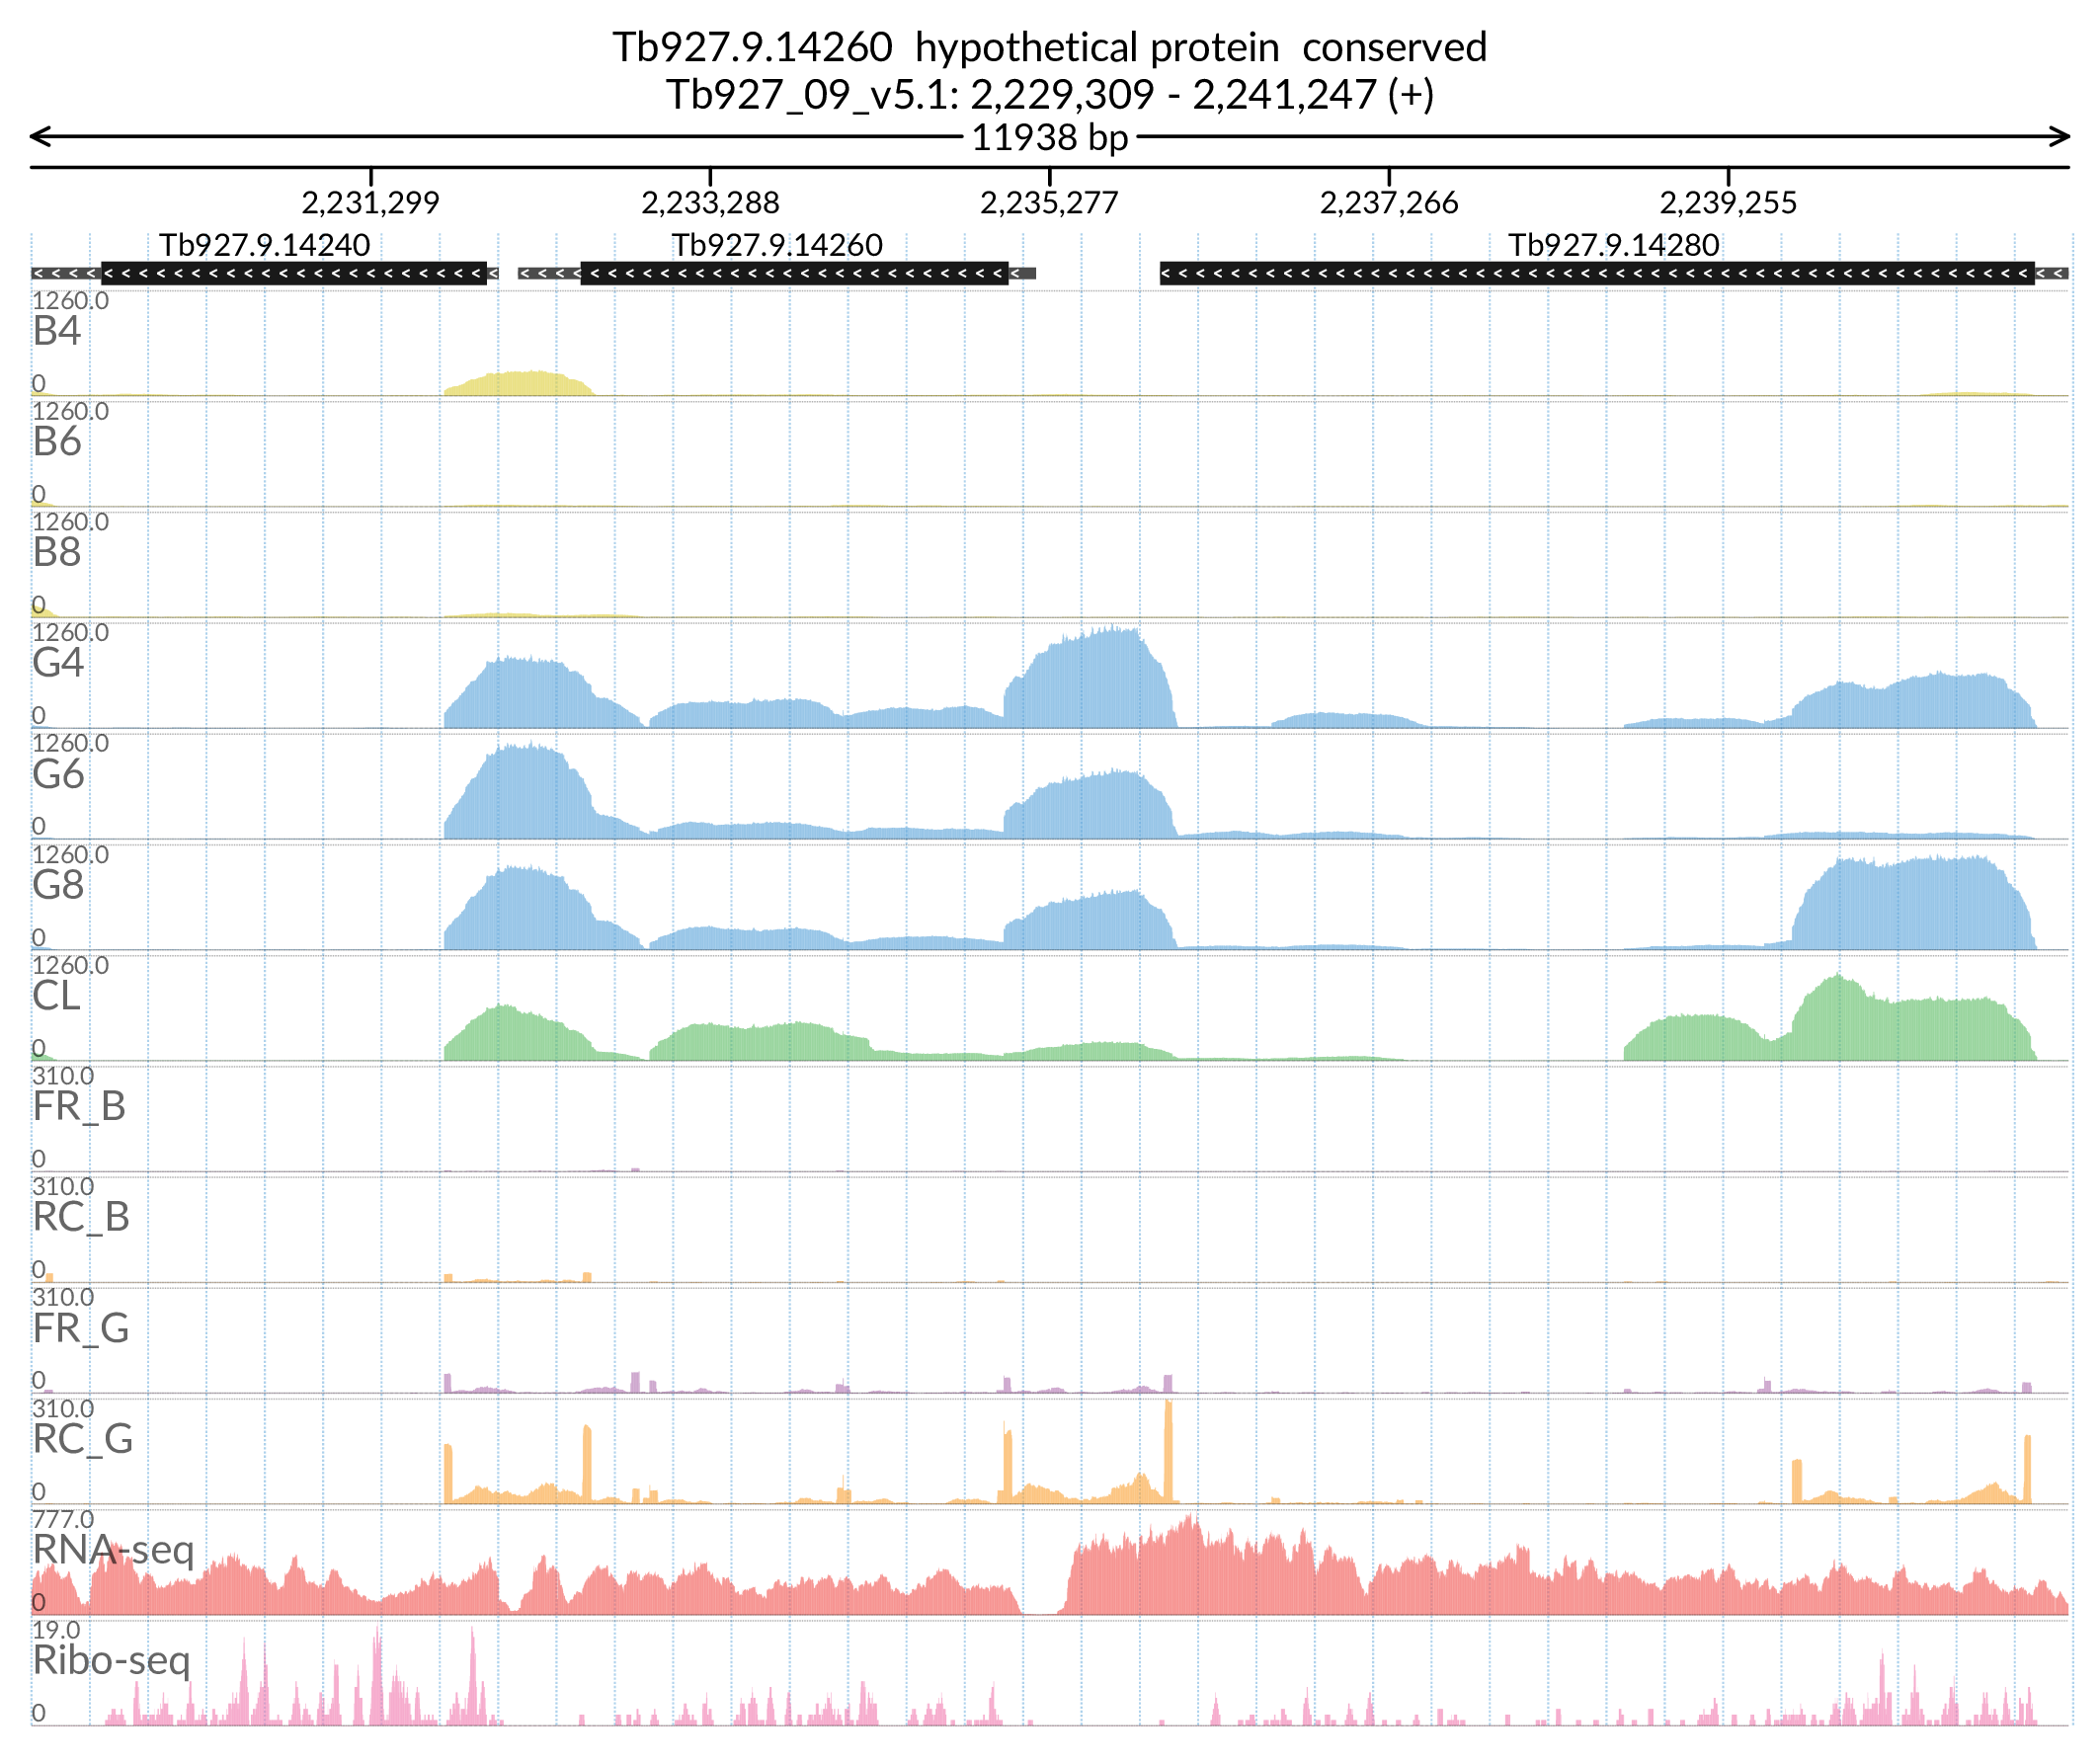 Tb927.9.14260  hypothetical protein  conserved
Tb927_09_v5.1: 2,229,309 - 2,241,247 (+)
11938 bp
2,231,299 2,233,288 2,235,277 2,237,266 2,239,255
Tb927.9.14240 Tb927.9.14260 Tb927.9.14280
1260.0
B4
0
1260.0
B6
0
1260.0
B8
0
1260.0
G4
0
1260.0
G6
0
1260.0
G8
0
1260.0
CL
0
310.0
FR_B
0
310.0
RC_B
0
310.0
FR_G
0
310.0
RC_G
0
777.0
RNA-seq
0
19.0
Ribo-seq
0